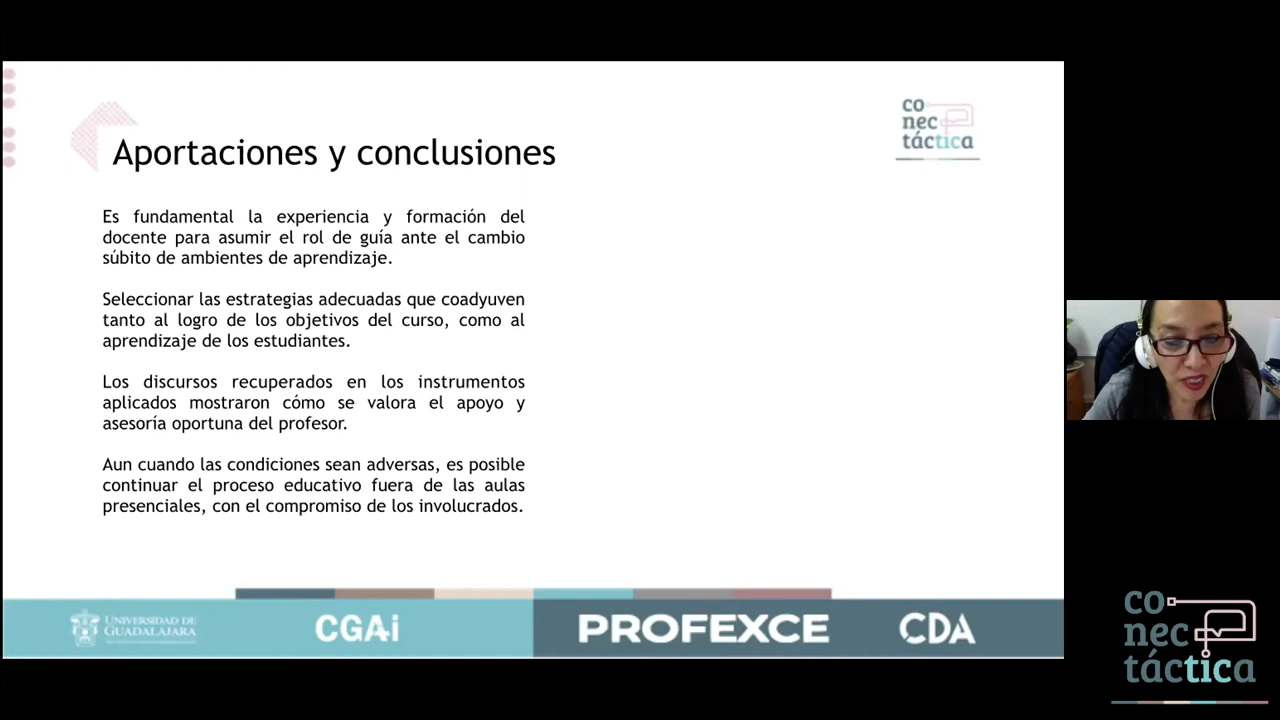 co
nec
táctica
Aportaciones y conclusiones
Es fundamental la experiencia y formación del
docente para asumir el rol de guía ante el cambio
súbito de ambientes de aprendizaje.
Seleccionar las estrategias adecuadas que coadyuven
tanto al logro de los objetivos del curso, como al
aprendizaje de los estudiantes.
Los discursos recuperados en los instrumentos
aplicados mostraron cómo se valora el apoyo y
asesoría oportuna del profesor.
Aun cuando las condiciones sean adversas, es posible
continuar el proceso educativo fuera de las aulas
presenciales, con el compromiso de los involucrados.
UNIVERSIDAD DE
GUADALAJARA
CGAi
PROFEXCE
CDA
co
nec
táctica